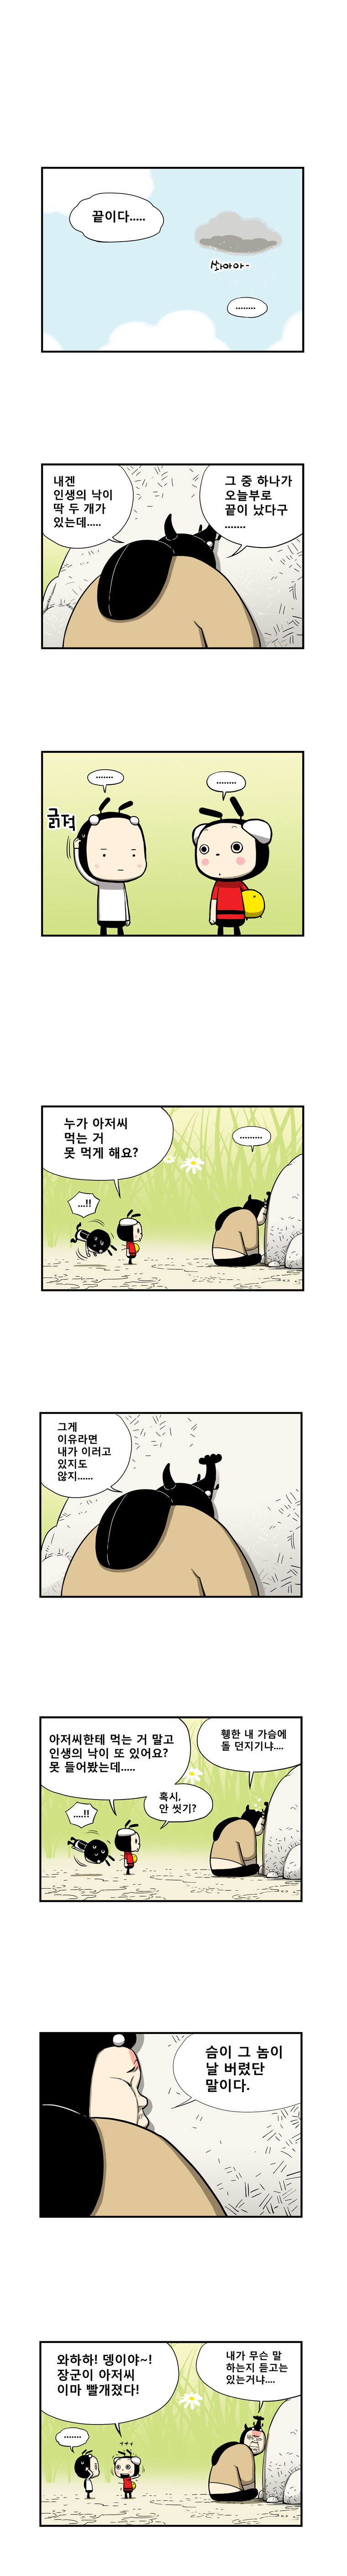 끝이다.....
쏴아아아-
........
내겐
인생의 낙이
딱 두 개가
있는데.....
그 중 하나가
오늘부로
끝이 났다구
.......
.......
........
긁적
누가 아저씨
먹는 거
못 먹게 해요?
.........
...!!
그게
이유라면
내가 이러고
있지도
않지......
아저씨한테 먹는 거 말고
인생의 낙이 또 있어요?
못 들어봤는데.....
휑한 내 가슴에
돌 던지기냐....
혹시,
안 씻기?
....!!
슴이 그 놈이
날 버렸단
말이다.
와하하! 뎅이야~!
장군이 아저씨
이마 빨개졌다!
내가 무슨 말
하는지 듣고는
있는거냐....
.......